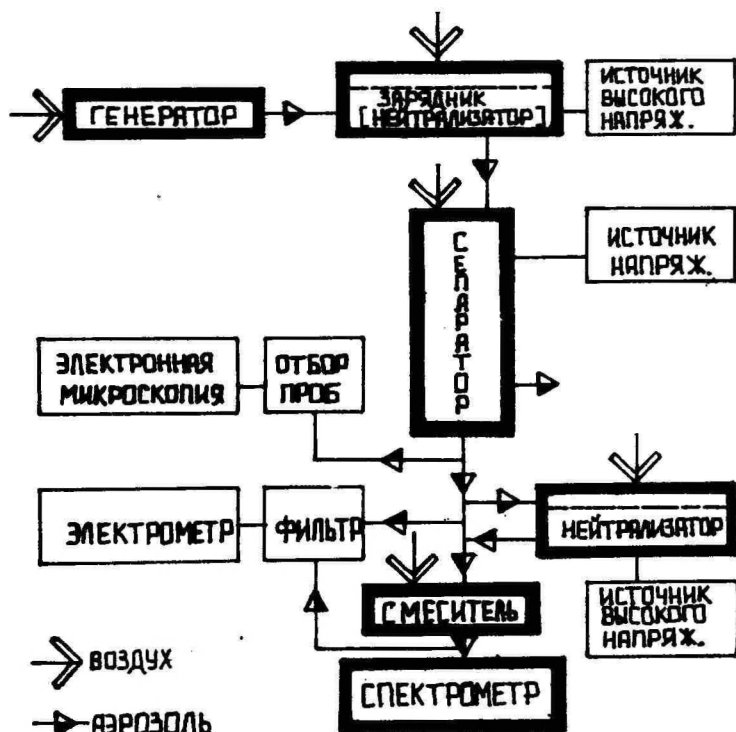 ГЕНЕРАТОР
ЗАРЯДНИК
[НЕЙТРАЛИЗАТОР]
ИСТОЧНИК
ВЫСОКОГО
НАПРЯЖ.
СЕПАРАТОР
ИСТОЧНИК
НАПРЯЖ.
ЭЛЕКТРОННАЯ
МИКРОСКОПИЯ
ОТБОР
ПРОБ
ЭЛЕКТРОМЕТР
ФИЛЬТР
НЕЙТРАЛИЗАТОР
СМЕСИТЕЛЬ
ИСТОЧНИК
ВЫСОКОГО
НАПРЯЖ.
СПЕКТРОМЕТР
ВОЗДУХ
АЭРОЗОЛЬ